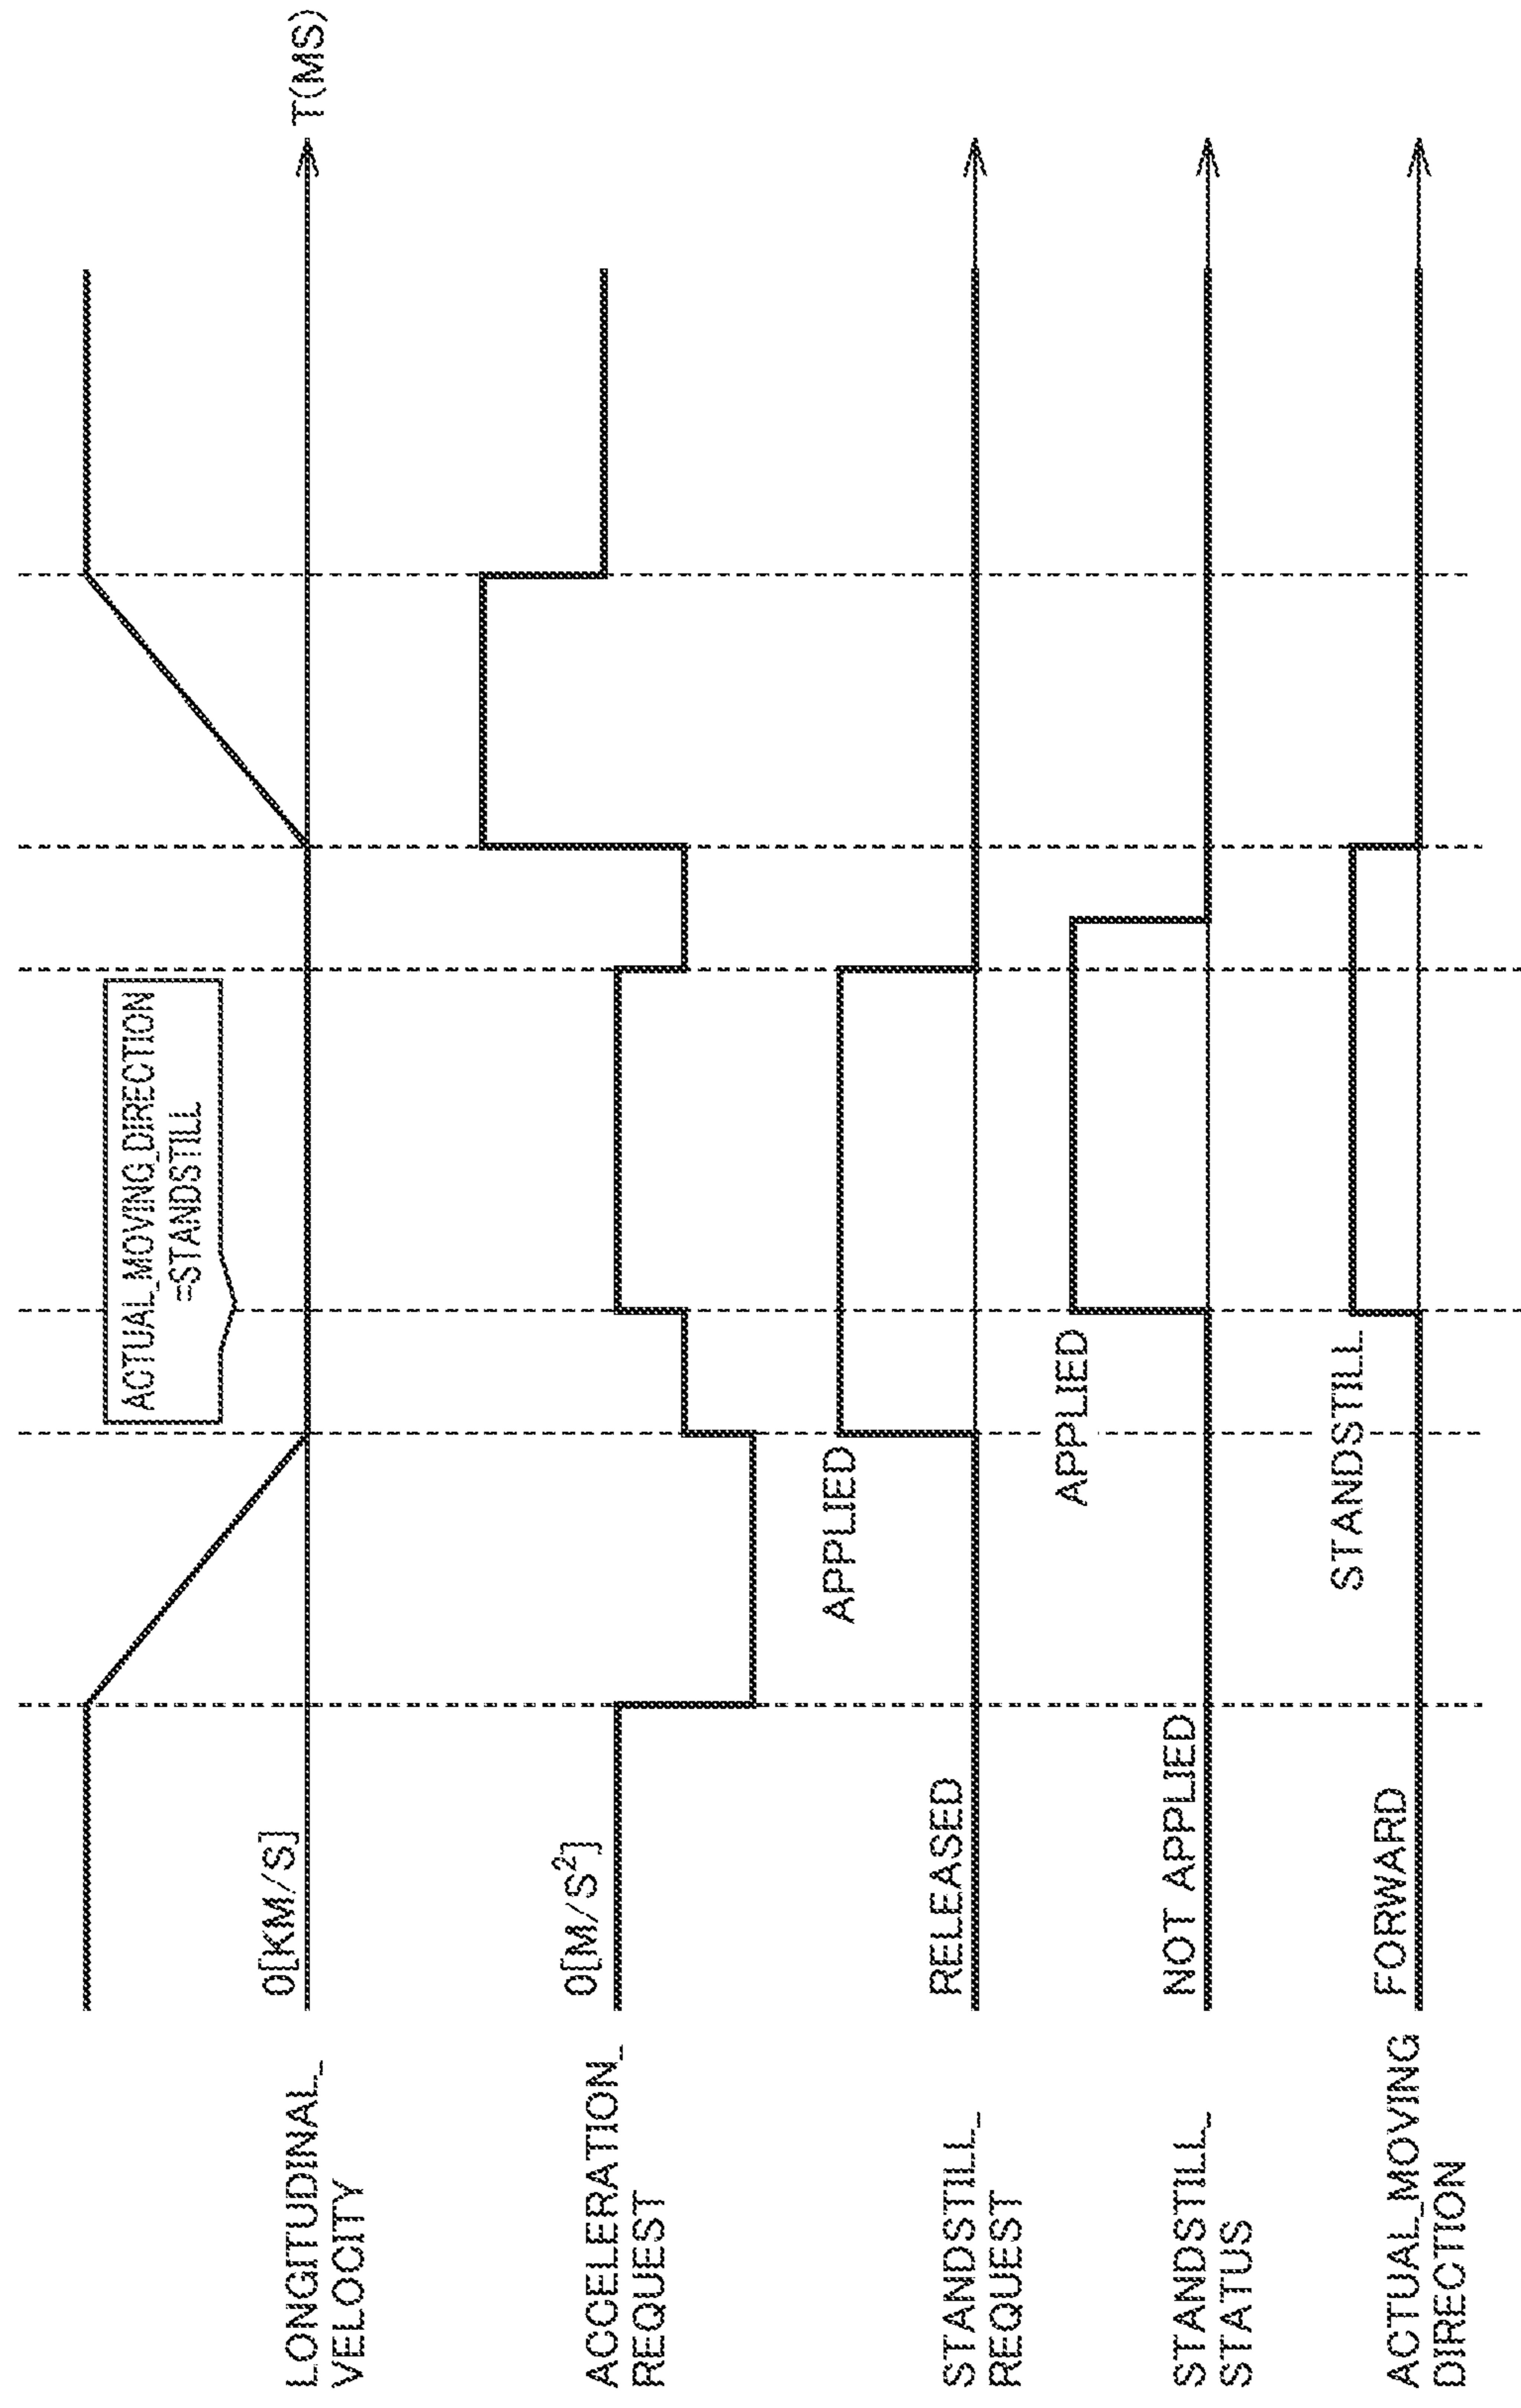 ACTUAL_MOVING_DIRECTION
=STANDSTILL
T(MS)
LONGITUDINAL_
VELOCITY
0[KM/S]
ACCELERATION_
REQUEST
0[M/S²]
STANDSTILL_
REQUEST
RELEASED
APPLIED
STANDSTILL_
STATUS
NOT APPLIED
APPLIED
ACTUAL_MOVING
DIRECTION
FORWARD
STANDSTILL